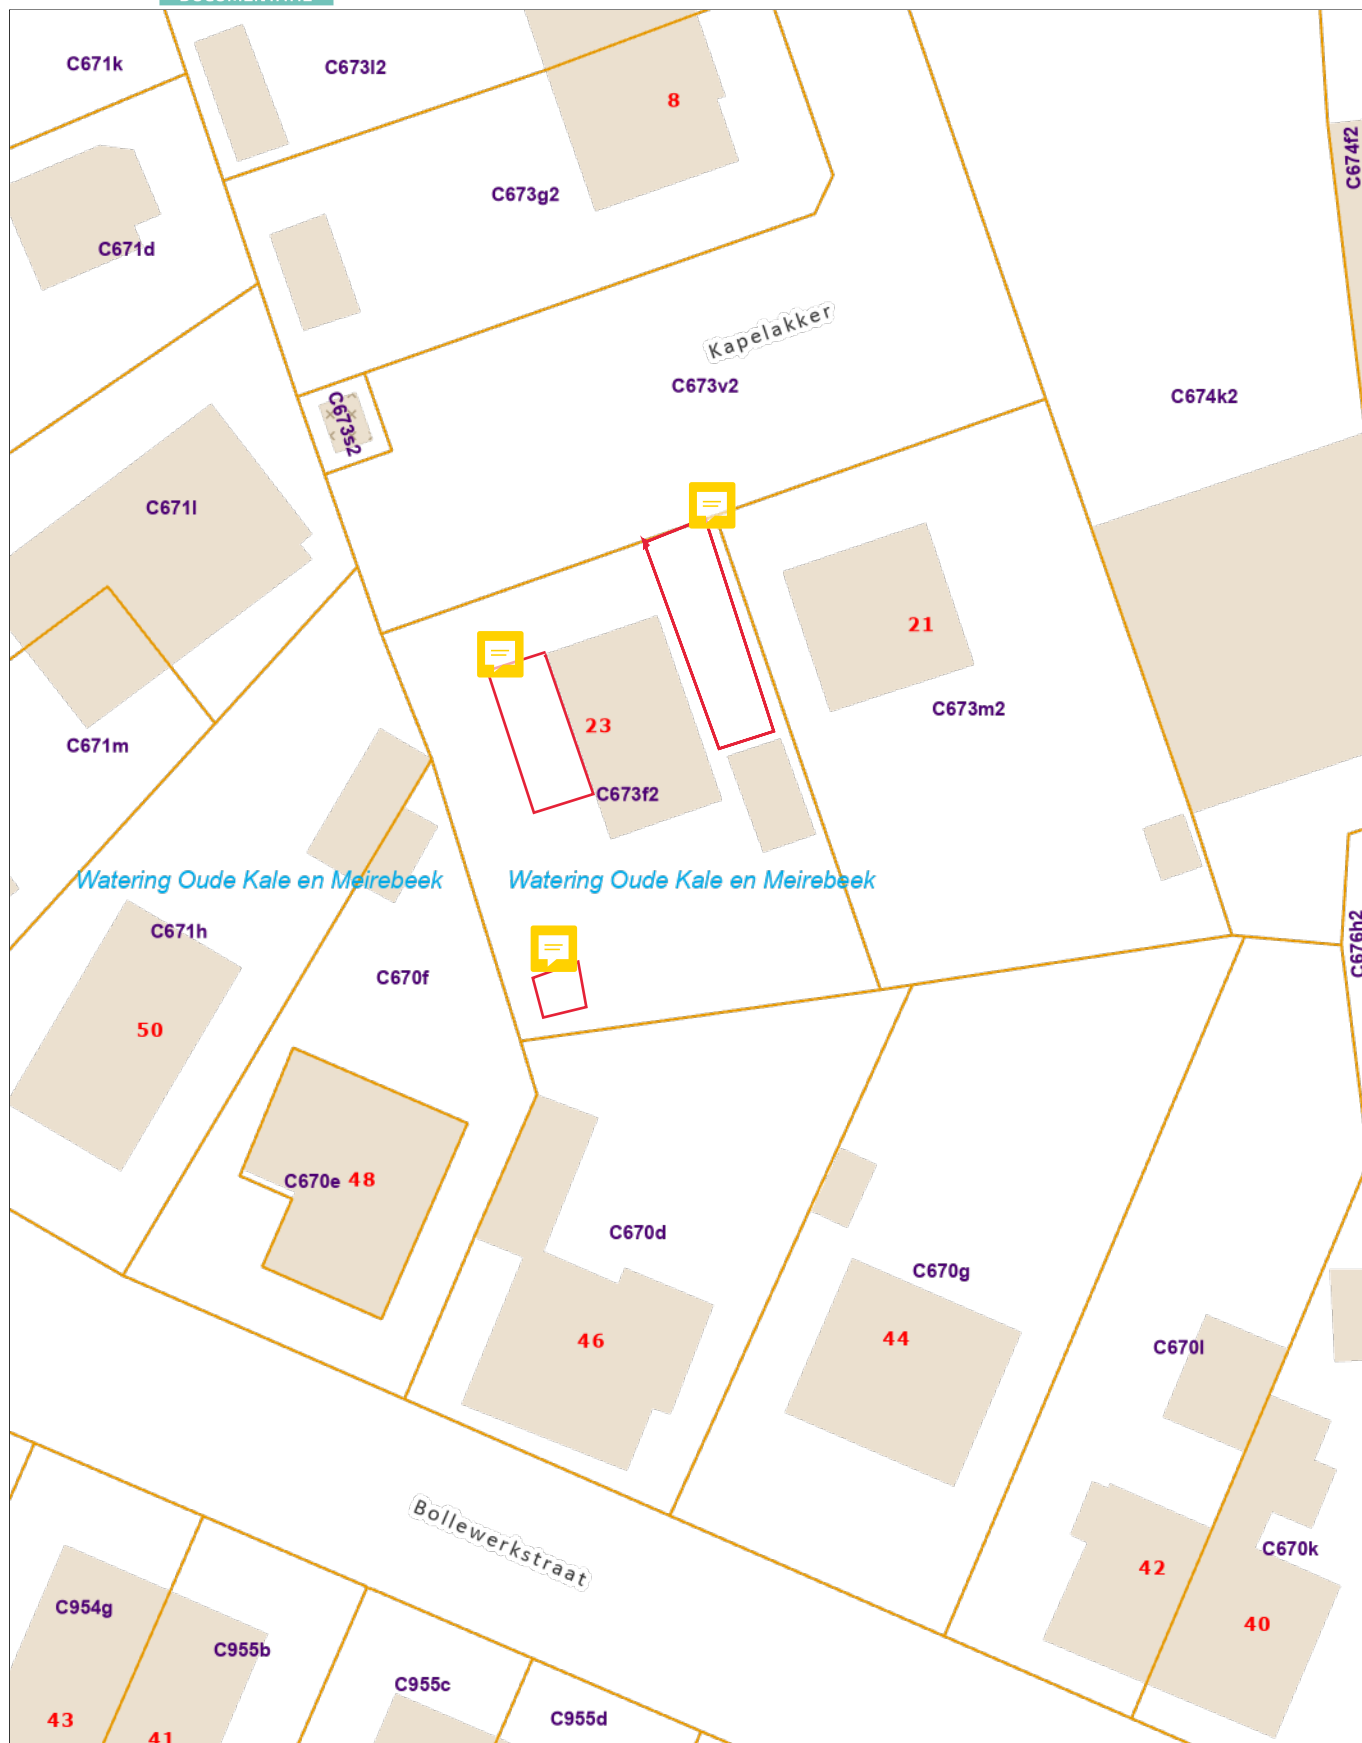 C671k
C673l2
8
C674f2
C673g2
C671d
Kapelakker
C673v2
C674k2
C673s2
C671l
21
C673m2
23
C671m
C673f2
Watering Oude Kale en Meirebeek
Watering Oude Kale en Meirebeek
C671h
C676h2
C670f
50
C670e
48
C670d
C670g
46
44
C670l
Bollewerkstraat
C670k
42
C954g
40
C955b
C955c
43
C955d
41